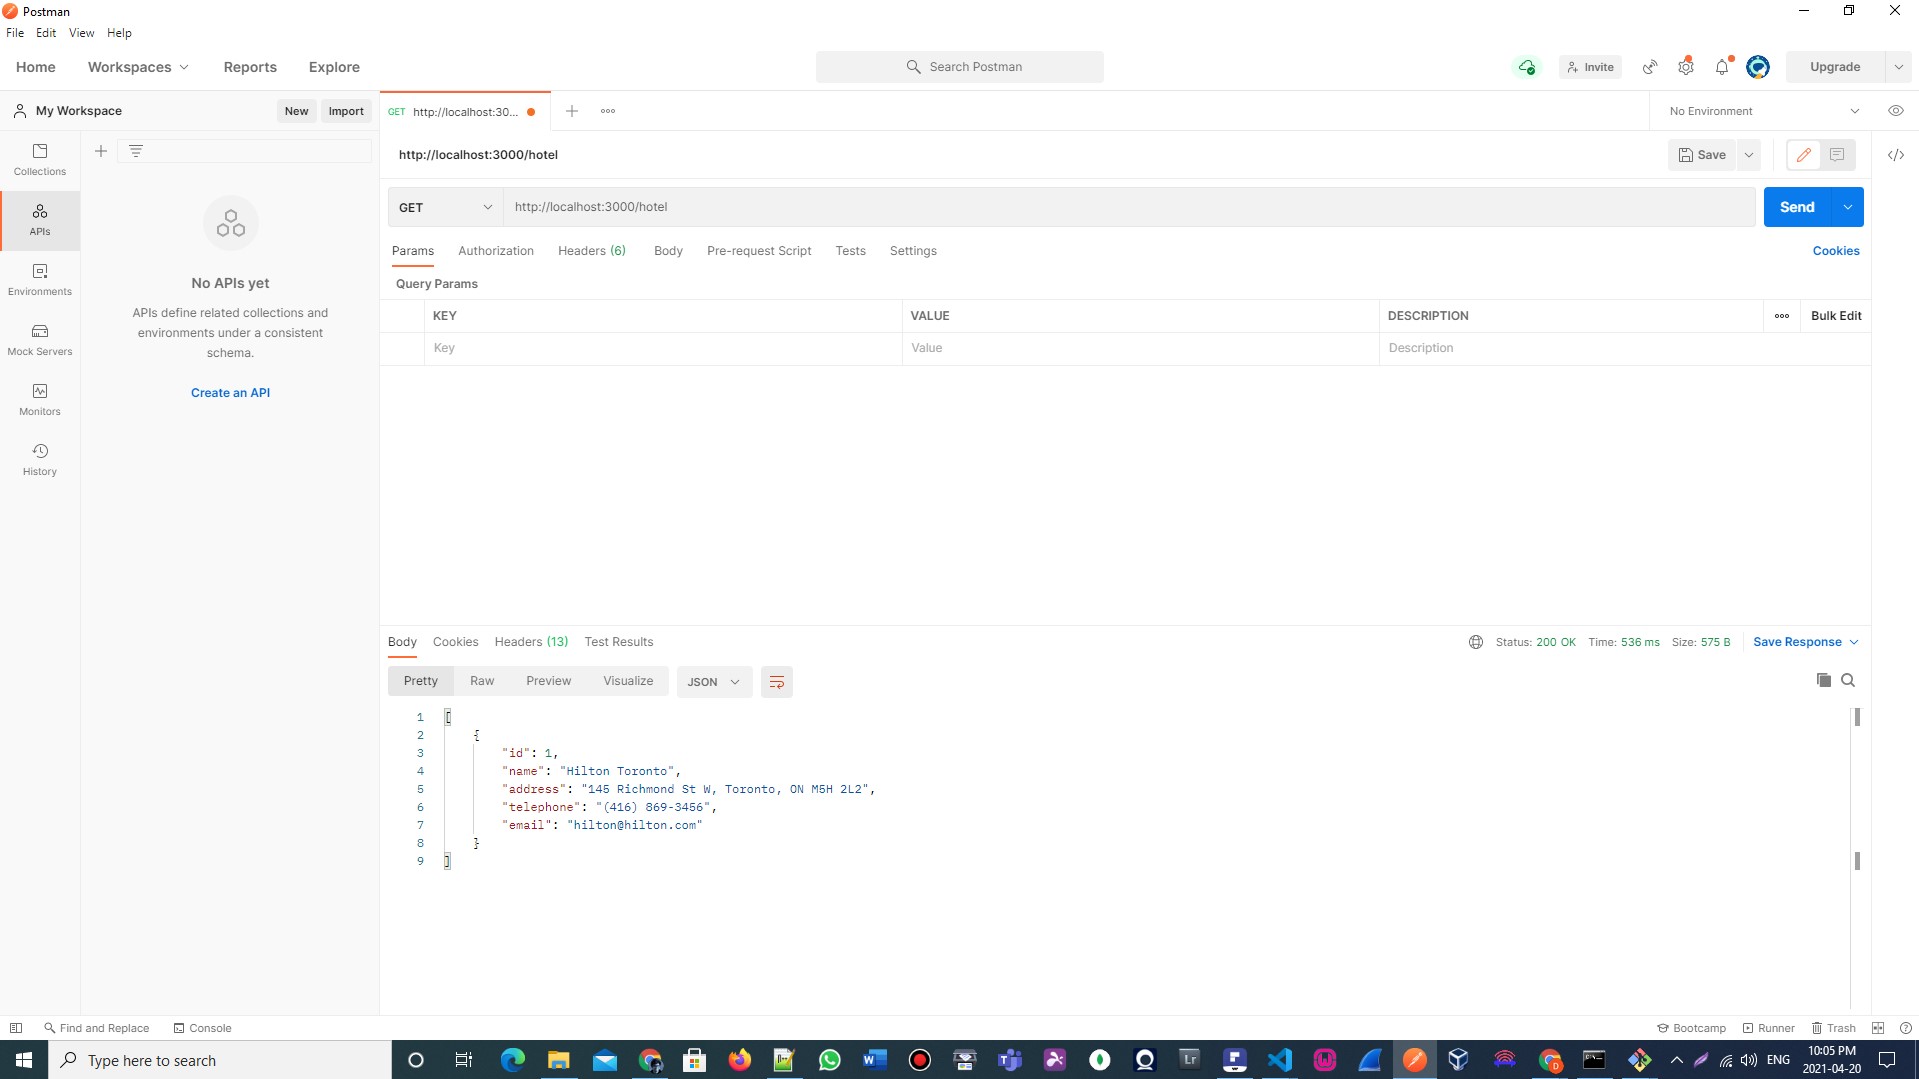 Postman
File Edit View Help
Home Workspaces Reports Explore Search Postman Invite Upgrade
My Workspace New Import GET http://localhost:30... No Environment
http://localhost:3000/hotel Save
GET http://localhost:3000/hotel Send
Params Authorization Headers (6) Body Pre-request Script Tests Settings Cookies
Query Params
KEY VALUE DESCRIPTION Bulk Edit
Key Value Description
Collections
APIs
Environments
Mock Servers
Monitors
History
No APIs yet
APIs define related collections and
environments under a consistent
schema.
Create an API
Body Cookies Headers (13) Test Results Status: 200 OK Time: 536 ms Size: 575 B Save Response
Pretty Raw Preview Visualize JSON
1 [
2 {
3 "id": 1,
4 "name": "Hilton Toronto",
5 "address": "145 Richmond St W, Toronto, ON M5H 2L2",
6 "telephone": "(416) 869-3456",
7 "email": "hilton@hilton.com"
8 }
9 ]
Find and Replace Console Bootcamp Runner Trash
Type here to search Lr ENG 10:05 PM
2021-04-20